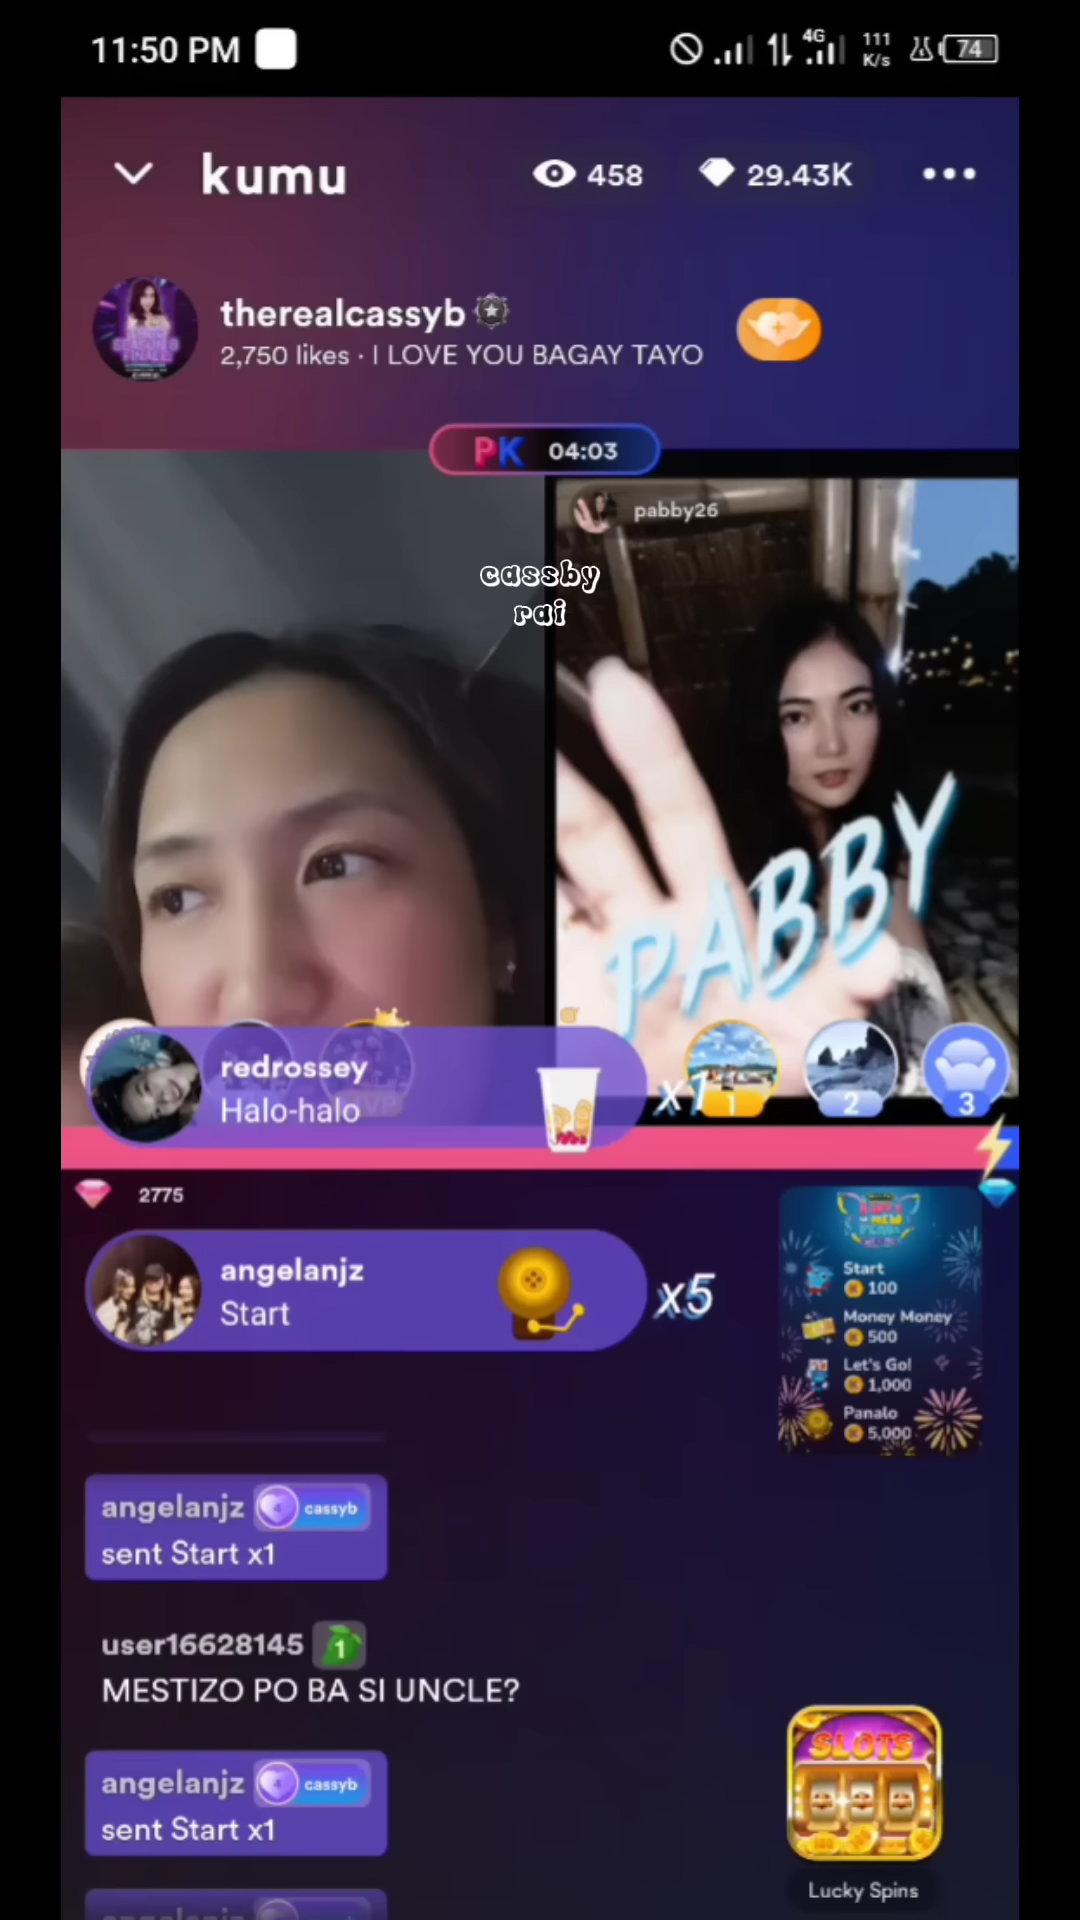 11:50 PM
4G
111
K/s
74
kumu
458
29.43K
therealcassyb
2,750 likes · I LOVE YOU BAGAY TAYO
PK 04:03
pabby26
cassby
rai
PABBY
redrossey
Halo-halo
x1
1
2
3
2775
angelanjz
Start
x5
Start
100
Money Money
500
Let's Go!
1,000
Panalo
5,000
angelanjz 4 cassyb
sent Start x1
user16628145 1
MESTIZO PO BA SI UNCLE?
angelanjz 4 cassyb
sent Start x1
SLOTS
Lucky Spins
angelanjz